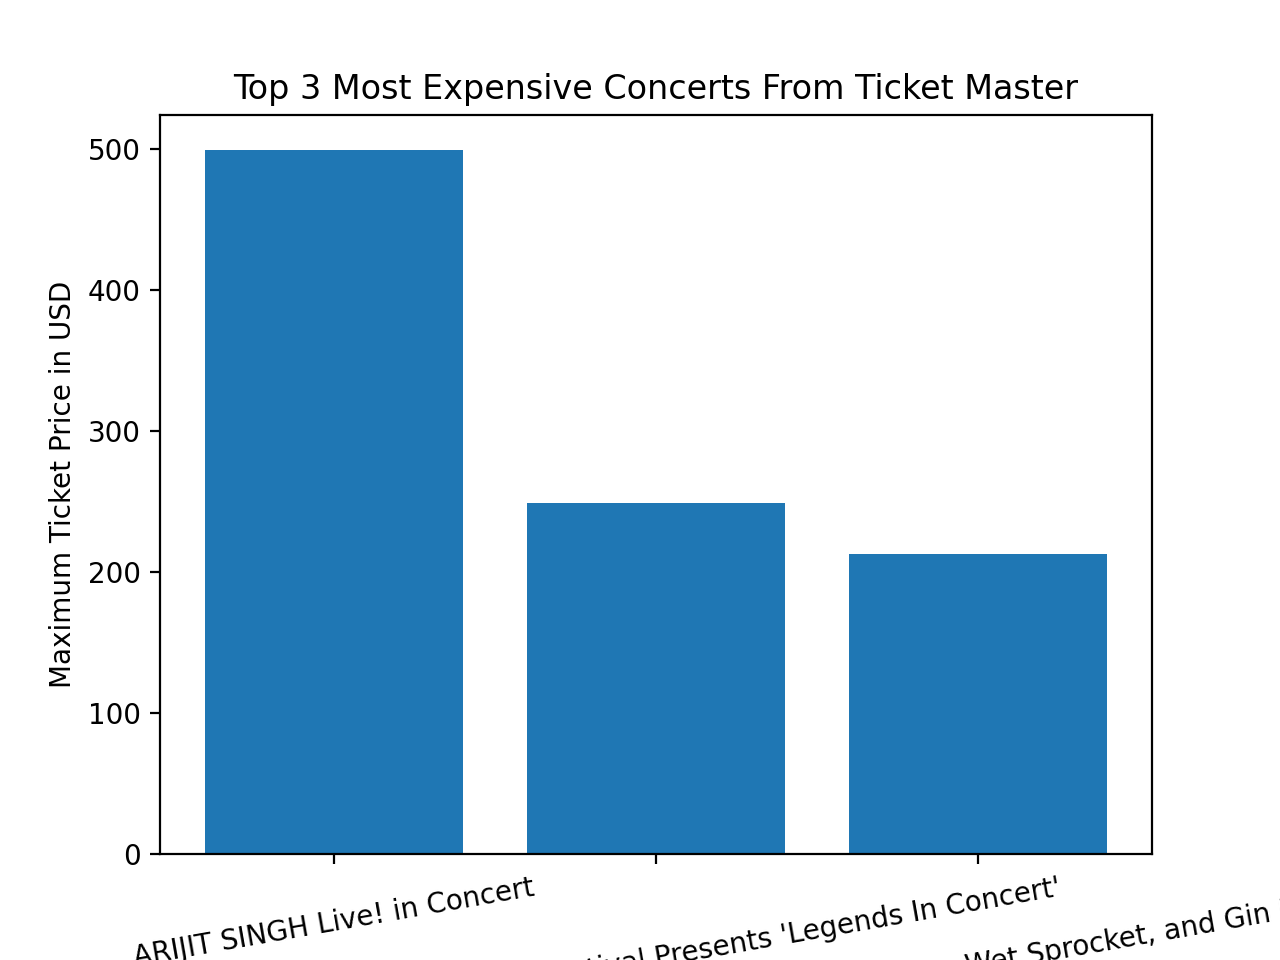 Top 3 Most Expensive Concerts From Ticket Master
Maximum Ticket Price in USD
500
400
300
200
100
0
ARIJIT SINGH Live! in Concert
Presents 'Legends In Concert'
Wet Sprocket, and Gin